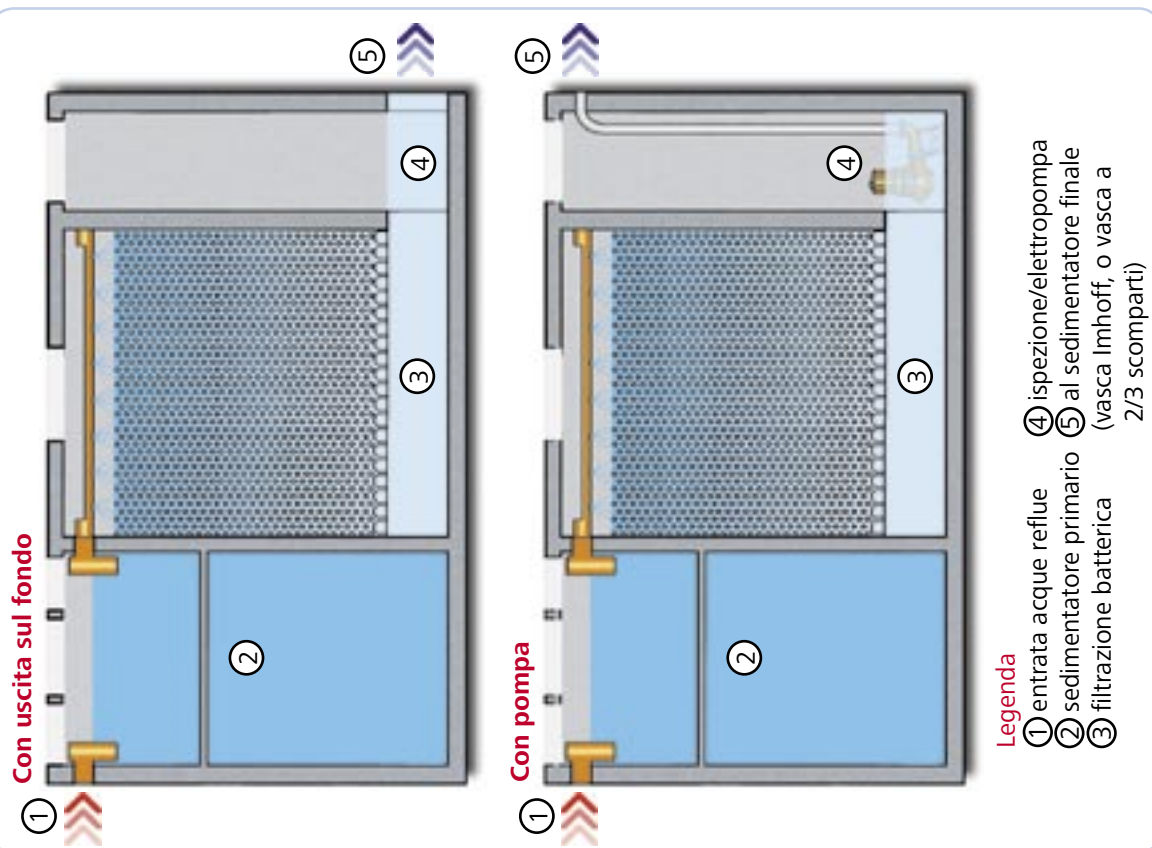 Con uscita sul fondo
1
2
3
4
5
Con pompa
1
2
3
4
5
Legenda
1 entrata acque reflue
2 sedimentatore primario
3 filtrazione batterica
4 ispezione/elettropompa
5 al sedimentatore finale
(vasca Imhoff, o vasca a
2/3 scomparti)